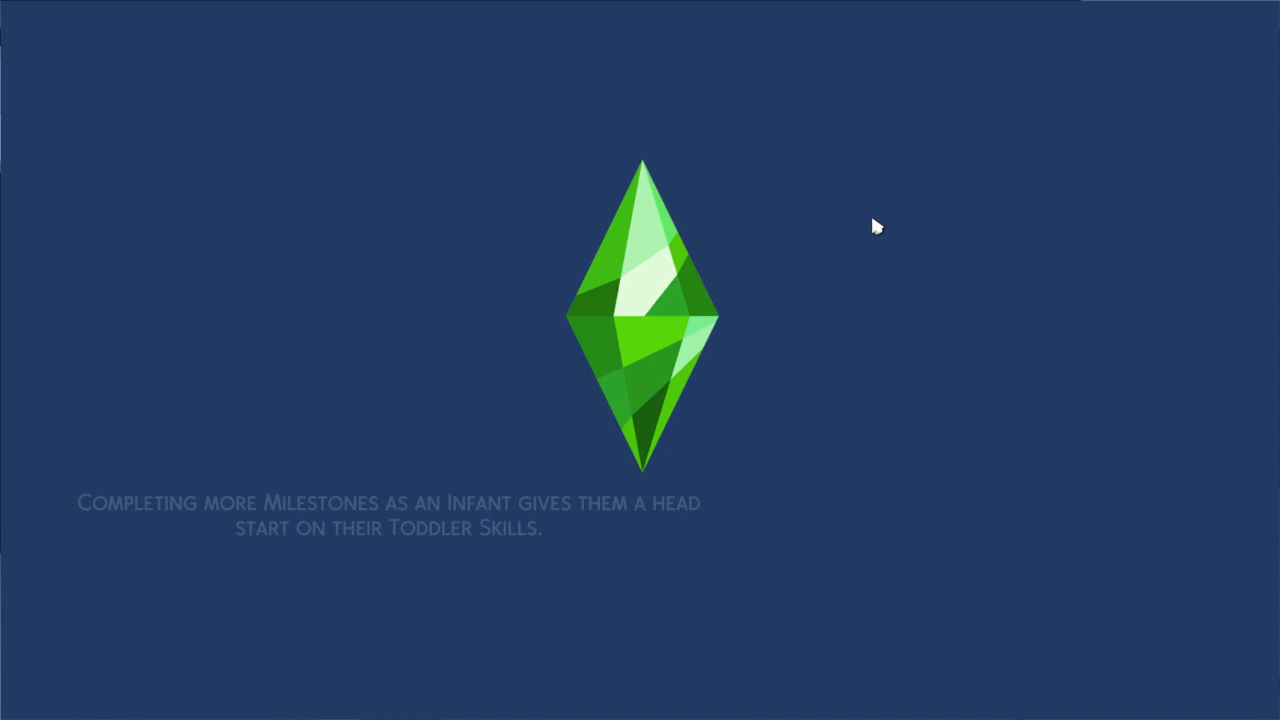 Completing more Milestones as an Infant gives them a head
start on their Toddler Skills.